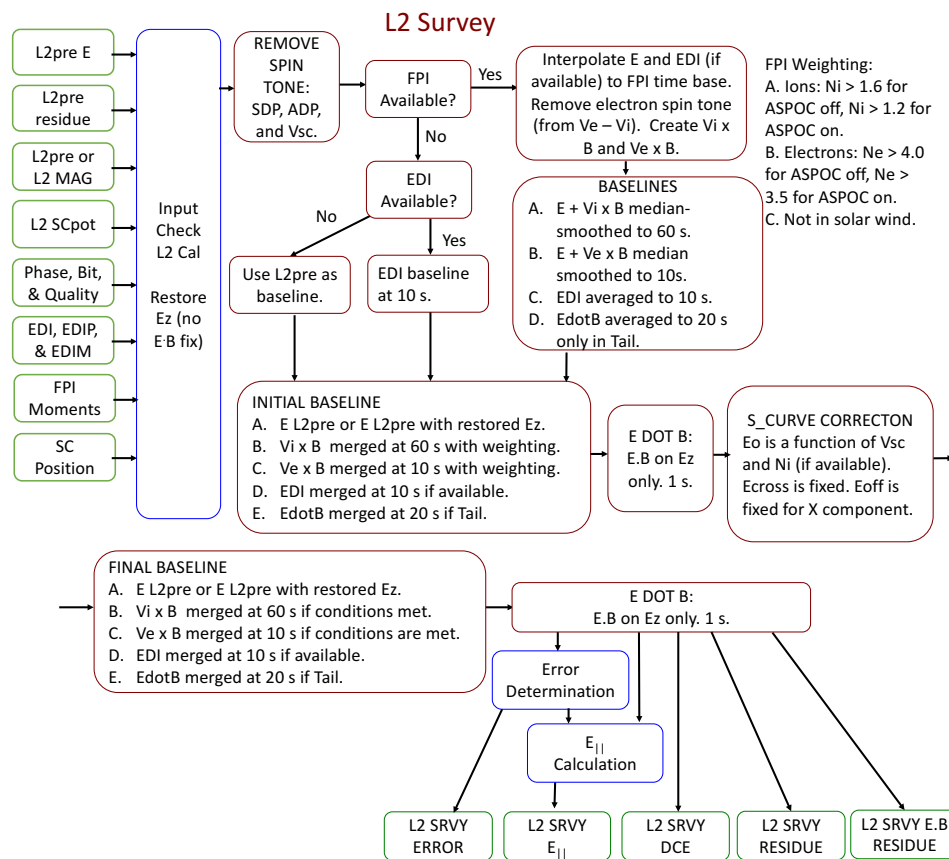 L2 Survey
L2pre E
L2pre
residue
L2pre or
L2 MAG
L2 SCpot
Phase, Bit,
& Quality
EDI, EDIP,
& EDIM
FPI
Moments
SC
Position
Input
Check
L2 Cal
Restore
Ez (no
E·B fix)
REMOVE
SPIN
TONE:
SDP, ADP,
and Vsc.
FPI
Available?
Yes
No
EDI
Available?
No
Yes
Use L2pre as
baseline.
EDI baseline
at 10 s.
Interpolate E and EDI (if
available) to FPI time base.
Remove electron spin tone
(from Ve – Vi).  Create Vi x
B and Ve x B.
BASELINES
A. E + Vi x B median-
smoothed to 60 s.
B. E + Ve x B median
smoothed to 10s.
C. EDI averaged to 10 s.
D. EdotB averaged to 20 s
only in Tail.
FPI Weighting:
A. Ions: Ni > 1.6 for
ASPOC off, Ni > 1.2 for
ASPOC on.
B. Electrons: Ne > 4.0
for ASPOC off, Ne >
3.5 for ASPOC on.
C. Not in solar wind.
INITIAL BASELINE
A. E L2pre or E L2pre with restored Ez.
B. Vi x B  merged at 60 s with weighting.
C. Ve x B merged at 10 s with weighting.
D. EDI merged at 10 s if available.
E. EdotB merged at 20 s if Tail.
E DOT B:
E.B on Ez
only. 1 s.
S_CURVE CORRECTON
Eo is a function of Vsc
and Ni (if available).
Ecross is fixed. Eoff is
fixed for X component.
FINAL BASELINE
A. E L2pre or E L2pre with restored Ez.
B. Vi x B  merged at 60 s if conditions met.
C. Ve x B merged at 10 s if conditions are met.
D. EDI merged at 10 s if available.
E. EdotB merged at 20 s if Tail.
E DOT B:
E.B on Ez only. 1 s.
Error
Determination
E||
Calculation
L2 SRVY
ERROR
L2 SRVY
E||
L2 SRVY
DCE
L2 SRVY
RESIDUE
L2 SRVY E.B
RESIDUE